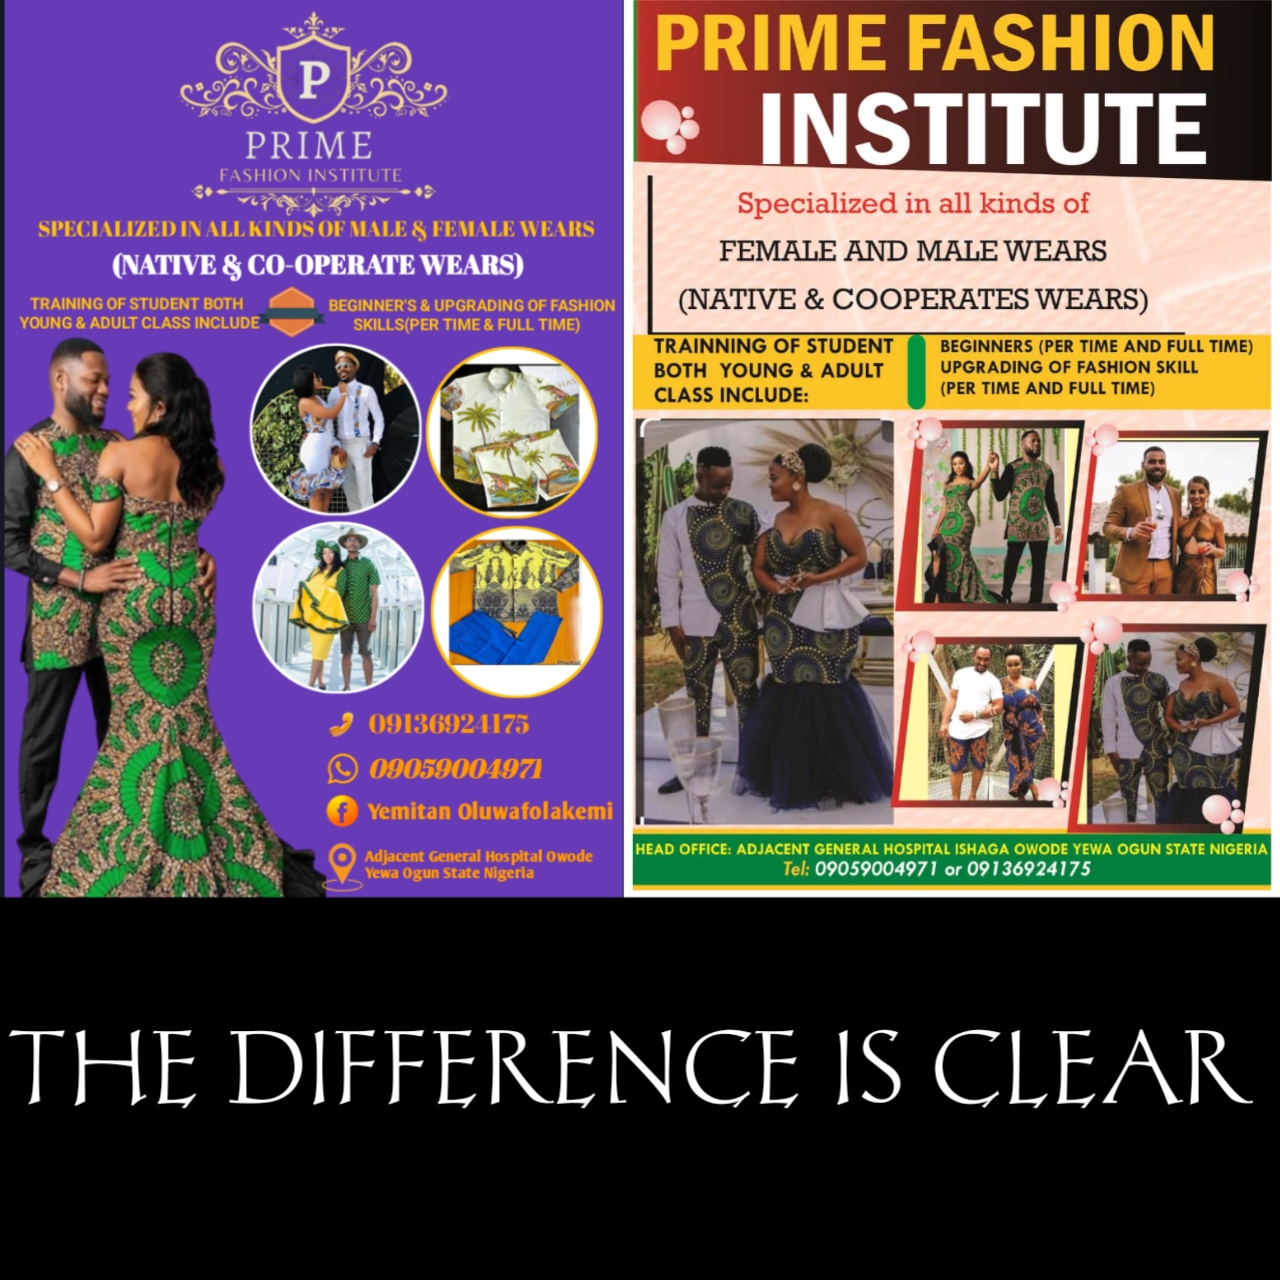 P
PRIME
FASHION INSTITUTE
SPECIALIZED IN ALL KINDS OF MALE & FEMALE WEARS
(NATIVE & CO-OPERATE WEARS)
TRAINING OF STUDENT BOTH
YOUNG & ADULT CLASS INCLUDE
BEGINNER'S & UPGRADING OF FASHION
SKILLS(PER TIME & FULL TIME)
09136924175
09059004971
f Yemitan Oluwafolakemi
Adjacent General Hospital Owode
Yewa Ogun State Nigeria
PRIME FASHION
INSTITUTE
Specialized in all kinds of
FEMALE AND MALE WEARS
(NATIVE & COOPERATES WEARS)
TRAINNING OF STUDENT
BOTH YOUNG & ADULT
CLASS INCLUDE:
BEGINNERS (PER TIME AND FULL TIME)
UPGRADING OF FASHION SKILL
(PER TIME AND FULL TIME)
HEAD OFFICE: ADJACENT GENERAL HOSPITAL ISHAGA OWODE YEWA OGUN STATE NIGERIA
Tel: 09059004971 or 09136924175
THE DIFFERENCE IS CLEAR